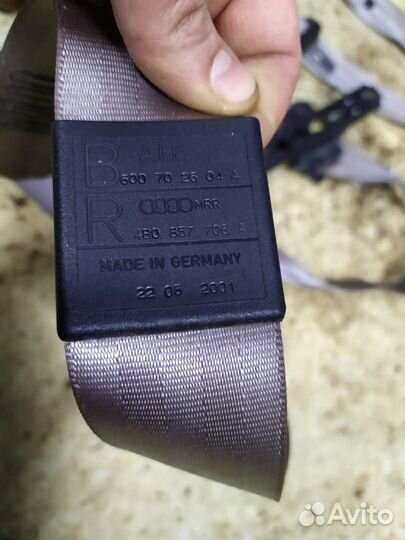 B
600 70 26 04 A
R
MRR
4B0 857 706 A
MADE IN GERMANY
22 05 2001
Avito